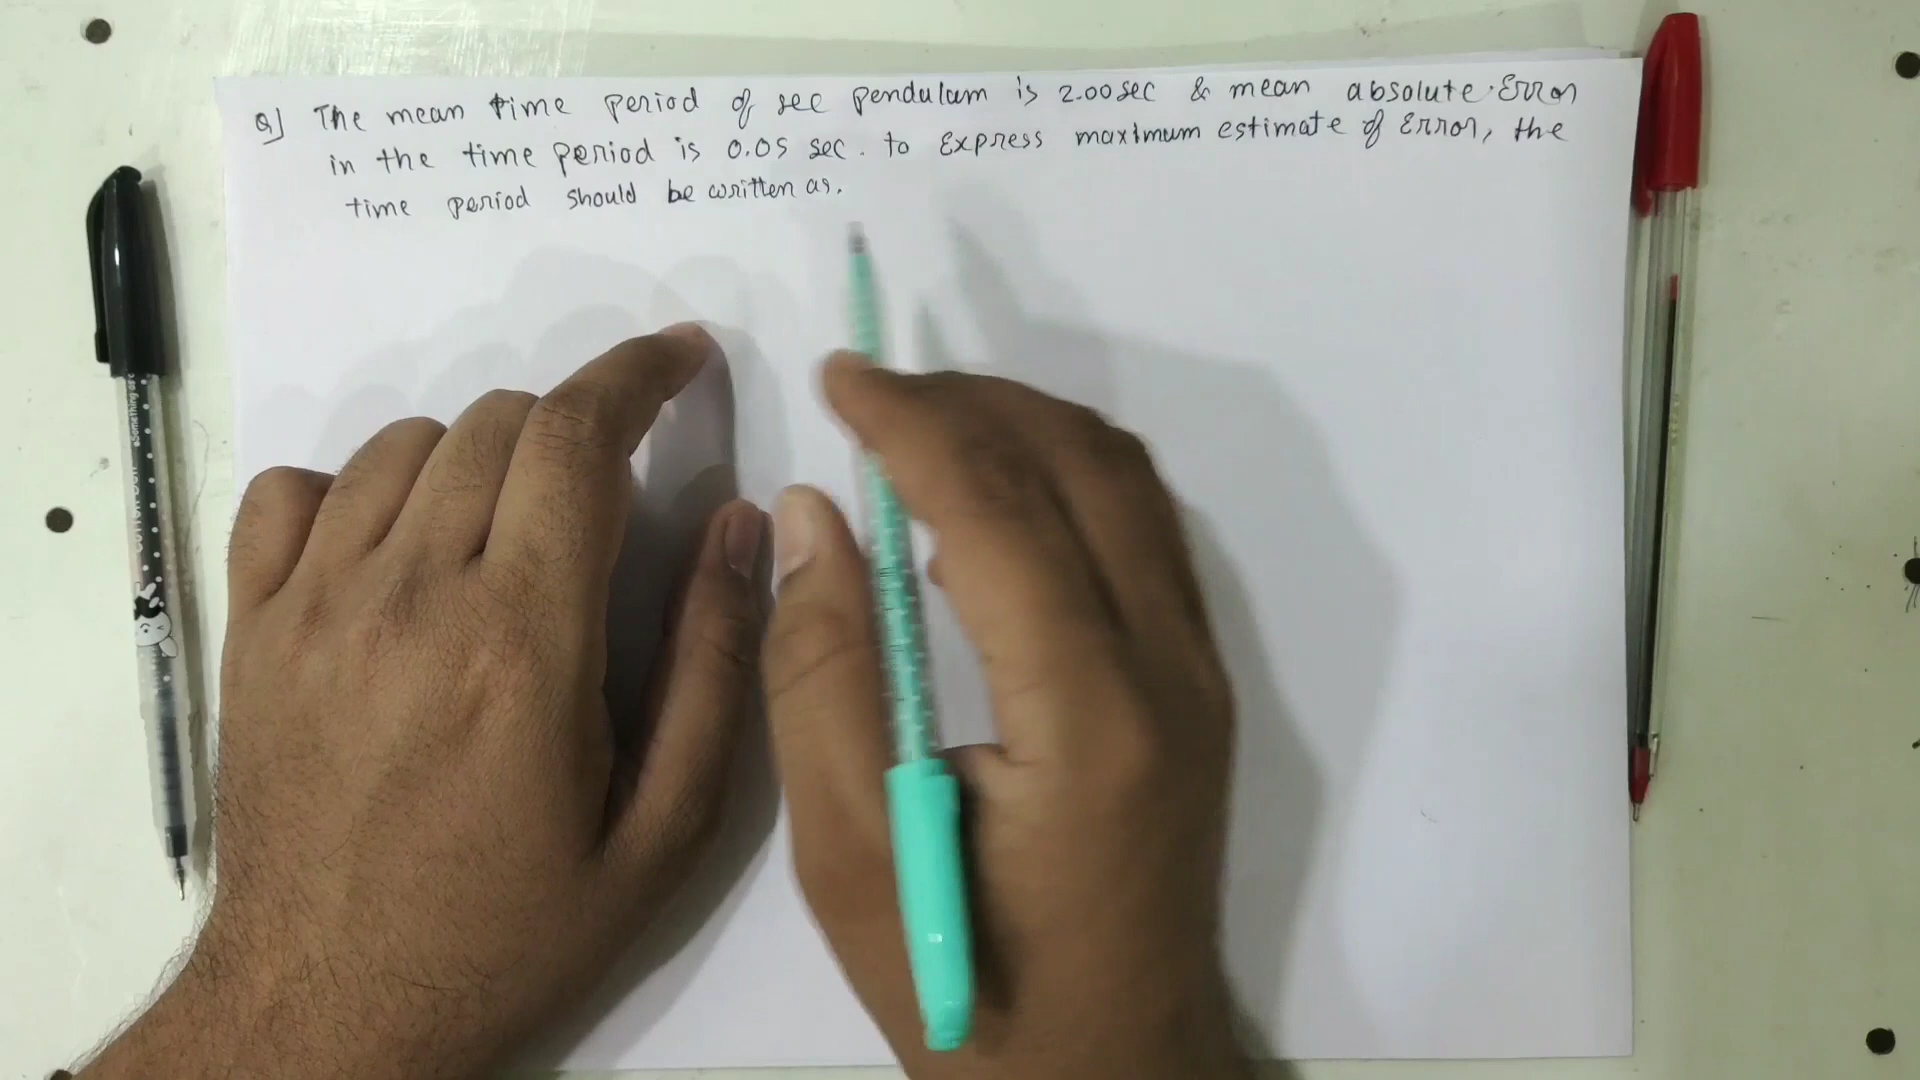 Q] The mean time period of sec pendulam is 2.00 sec & mean absolute Error
in the time period is 0.05 sec. to Express maximum estimate of Error, the
time period should be written as.